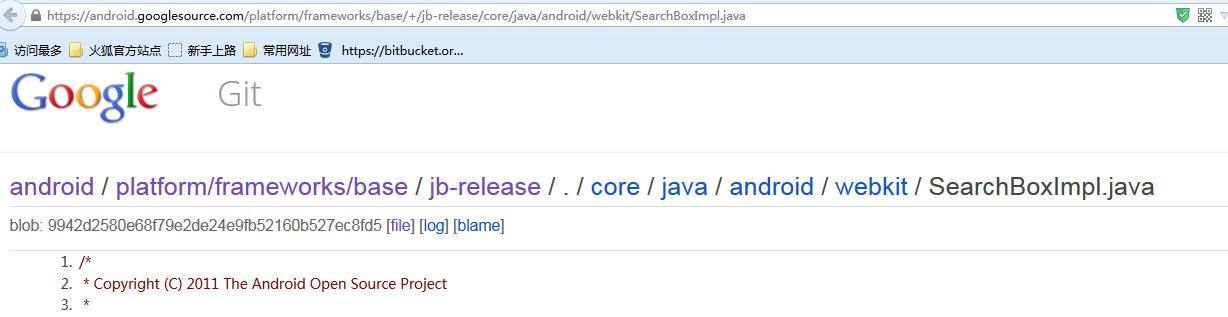 https://android.googlesource.com/platform/frameworks/base/+/jb-release/core/java/android/webkit/SearchBoxImpl.java
访问最多 火狐官方站点 新手上路 常用网址 https://bitbucket.or...
Google Git
android / platform/frameworks/base / jb-release / . / core / java / android / webkit / SearchBoxImpl.java
blob: 9942d2580e68f79e2de24e9fb52160b527ec8fd5 [file] [log] [blame]
1. /*
2. * Copyright (C) 2011 The Android Open Source Project
3. *